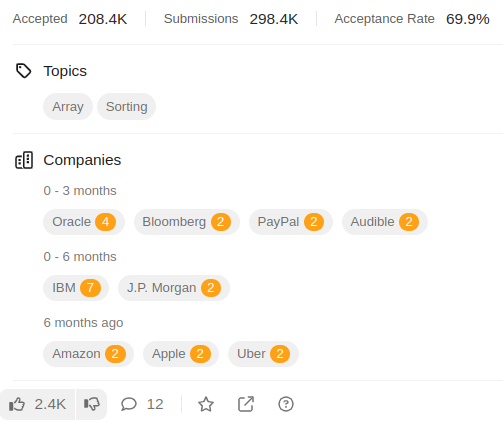 Accepted 208.4K Submissions 298.4K Acceptance Rate 69.9%
Topics
Array Sorting
Companies
0 - 3 months
Oracle 4 Bloomberg 2 PayPal 2 Audible 2
0 - 6 months
IBM 7 J.P. Morgan 2
6 months ago
Amazon 2 Apple 2 Uber 2
2.4K 12